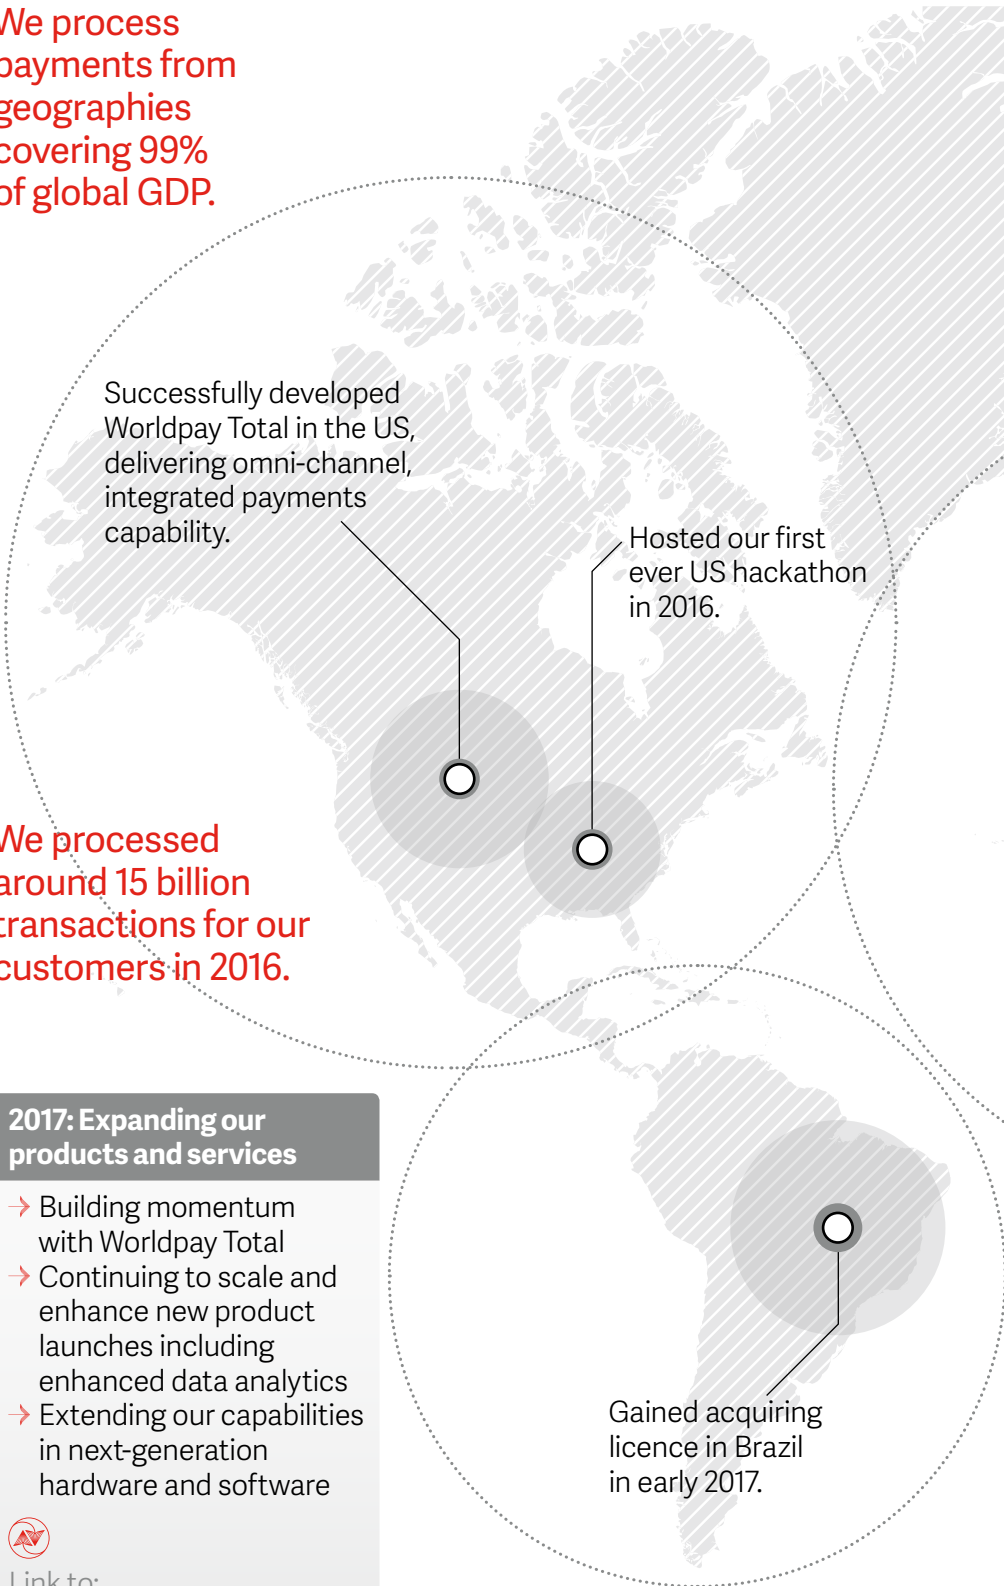 We process
payments from
geographies
covering 99%
of global GDP.
Successfully developed
Worldpay Total in the US,
delivering omni-channel,
integrated payments
capability.
Hosted our first
ever US hackathon
in 2016.
We processed
around 15 billion
transactions for our
customers in 2016.
2017: Expanding our
products and services
Building momentum
with Worldpay Total
Continuing to scale and
enhance new product
launches including
enhanced data analytics
Extending our capabilities
in next-generation
hardware and software
Link to:
Gained acquiring
licence in Brazil
in early 2017.